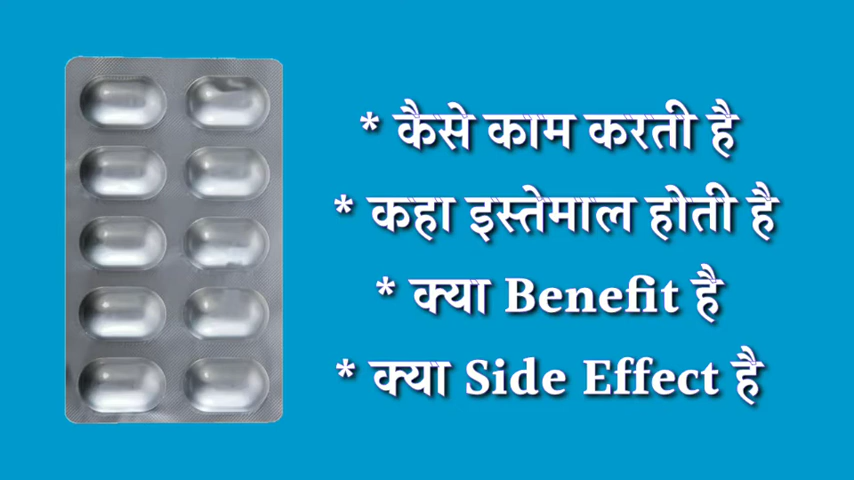 * कैसे काम करती है
* कहा इस्तेमाल होती है
* क्या Benefit है
* क्या Side Effect है